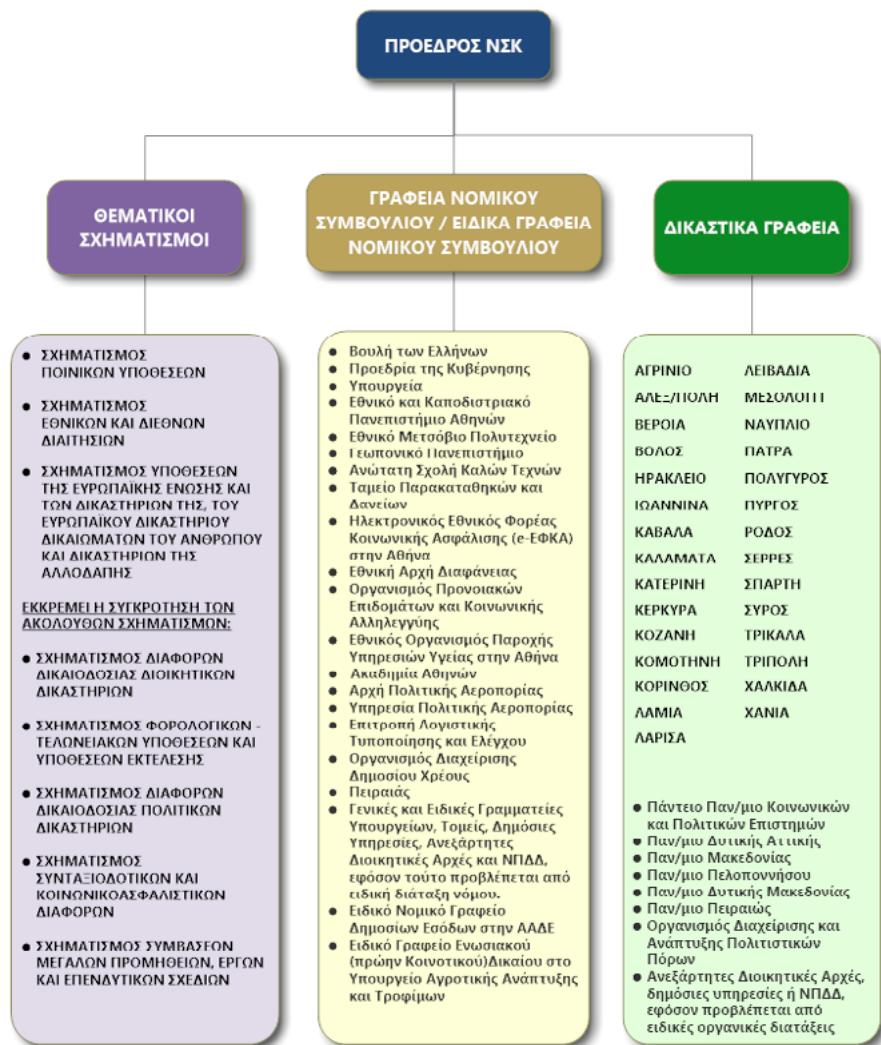 ΠΡΟΕΔΡΟΣ ΝΣΚ
ΘΕΜΑΤΙΚΟΙ
ΣΧΗΜΑΤΙΣΜΟΙ
ΓΡΑΦΕΙΑ ΝΟΜΙΚΟΥ
ΣΥΜΒΟΥΛΙΟΥ / ΕΙΔΙΚΑ ΓΡΑΦΕΙΑ
ΝΟΜΙΚΟΥ ΣΥΜΒΟΥΛΙΟΥ
ΔΙΚΑΣΤΙΚΑ ΓΡΑΦΕΙΑ
● ΣΧΗΜΑΤΙΣΜΟΣ
ΠΟΙΝΙΚΩΝ ΥΠΟΘΕΣΕΩΝ
● ΣΧΗΜΑΤΙΣΜΟΣ
ΕΘΝΙΚΩΝ ΚΑΙ ΔΙΕΘΝΩΝ
ΔΙΑΙΤΗΣΙΩΝ
● ΣΧΗΜΑΤΙΣΜΟΣ ΥΠΟΘΕΣΕΩΝ
ΤΗΣ ΕΥΡΩΠΑΪΚΗΣ ΕΝΩΣΗΣ ΚΑΙ
ΤΩΝ ΔΙΚΑΣΤΗΡΙΩΝ ΤΗΣ, ΤΟΥ
ΕΥΡΩΠΑΪΚΟΥ ΔΙΚΑΣΤΗΡΙΟΥ
ΔΙΚΑΙΩΜΑΤΩΝ ΤΟΥ ΑΝΘΡΩΠΟΥ
ΚΑΙ ΔΙΚΑΣΤΗΡΙΩΝ ΤΗΣ
ΑΛΛΟΔΑΠΗΣ
ΕΚΚΡΕΜΕΙ Η ΣΥΓΚΡΟΤΗΣΗ ΤΩΝ
ΑΚΟΛΟΥΘΩΝ ΣΧΗΜΑΤΙΣΜΩΝ:
● ΣΧΗΜΑΤΙΣΜΟΣ ΔΙΑΦΟΡΩΝ
ΔΙΚΑΙΟΔΟΣΙΑΣ ΔΙΟΙΚΗΤΙΚΩΝ
ΔΙΚΑΣΤΗΡΙΩΝ
● ΣΧΗΜΑΤΙΣΜΟΣ ΦΟΡΟΛΟΓΙΚΩΝ -
ΤΕΛΩΝΕΙΑΚΩΝ ΥΠΟΘΕΣΕΩΝ ΚΑΙ
ΥΠΟΘΕΣΕΩΝ ΕΚΤΕΛΕΣΗΣ
● ΣΧΗΜΑΤΙΣΜΟΣ ΔΙΑΦΟΡΩΝ
ΔΙΚΑΙΟΔΟΣΙΑΣ ΠΟΛΙΤΙΚΩΝ
ΔΙΚΑΣΤΗΡΙΩΝ
● ΣΧΗΜΑΤΙΣΜΟΣ
ΣΥΝΤΑΞΙΟΔΟΤΙΚΩΝ ΚΑΙ
ΚΟΙΝΩΝΙΚΟΑΣΦΑΛΙΣΤΙΚΩΝ
ΔΙΑΦΟΡΩΝ
● ΣΧΗΜΑΤΙΣΜΟΣ ΣΥΜΒΑΣΕΩΝ
ΜΕΓΑΛΩΝ ΠΡΟΜΗΘΕΙΩΝ, ΕΡΓΩΝ
ΚΑΙ ΕΠΕΝΔΥΤΙΚΩΝ ΣΧΕΔΙΩΝ
● Βουλή των Ελλήνων
● Προεδρία της Κυβέρνησης
● Υπουργεία
● Εθνικό και Καποδιστριακό
Πανεπιστήμιο Αθηνών
● Εθνικό Μετσόβιο Πολυτεχνείο
● Γεωπονικό Πανεπιστήμιο
● Ανώτατη Σχολή Καλών Τεχνών
● Ταμείο Παρακαταθηκών και
Δανείων
● Ηλεκτρονικός Εθνικός Φορέας
Κοινωνικής Ασφάλισης (e-ΕΦΚΑ)
στην Αθήνα
● Εθνική Αρχή Διαφάνειας
● Οργανισμός Προνοιακών
Επιδομάτων και Κοινωνικής
Αλληλεγγύης
● Εθνικός Οργανισμός Παροχής
Υπηρεσιών Υγείας στην Αθήνα
● Ακαδημία Αθηνών
● Αρχή Πολιτικής Αεροπορίας
● Υπηρεσία Πολιτικής Αεροπορίας
● Επιτροπή Λογιστικής
Τυποποίησης και Ελέγχου
● Οργανισμός Διαχείρισης
Δημοσίου Χρέους
● Πειραιάς
● Γενικές και Ειδικές Γραμματείες
Υπουργείων, Τομείς, Δημόσιες
Υπηρεσίες, Ανεξάρτητες
Διοικητικές Αρχές και ΝΠΔΔ,
εφόσον τούτο προβλέπεται από
ειδική διάταξη νόμου.
● Ειδικό Νομικό Γραφείο
Δημοσίων Εσόδων στην ΑΑΔΕ
● Ειδικό Γραφείο Ενωσιακού
(πρώην Κοινοτικού)Δικαίου στο
Υπουργείο Αγροτικής Ανάπτυξης
και Τροφίμων
ΑΓΡΙΝΙΟ ΛΕΙΒΑΔΙΑ
ΑΛΕΞ/ΠΟΛΗ ΜΕΣΟΛΟΓΓΙ
ΒΕΡΟΙΑ ΝΑΥΠΛΙΟ
ΒΟΛΟΣ ΠΑΤΡΑ
ΗΡΑΚΛΕΙΟ ΠΟΛΥΓΥΡΟΣ
ΙΩΑΝΝΙΝΑ ΠΥΡΓΟΣ
ΚΑΒΑΛΑ ΡΟΔΟΣ
ΚΑΛΑΜΑΤΑ ΣΕΡΡΕΣ
ΚΑΤΕΡΙΝΗ ΣΠΑΡΤΗ
ΚΕΡΚΥΡΑ ΣΥΡΟΣ
ΚΟΖΑΝΗ ΤΡΙΚΑΛΑ
ΚΟΜΟΤΗΝΗ ΤΡΙΠΟΛΗ
ΚΟΡΙΝΘΟΣ ΧΑΛΚΙΔΑ
ΛΑΜΙΑ ΧΑΝΙΑ
ΛΑΡΙΣΑ
● Πάντειο Παν/μιο Κοινωνικών
και Πολιτικών Επιστημών
● Παν/μιο Δυτικής Αττικής
● Παν/μιο Μακεδονίας
● Παν/μιο Πελοποννήσου
● Παν/μιο Δυτικής Μακεδονίας
● Παν/μιο Πειραιώς
● Οργανισμός Διαχείρισης και
Ανάπτυξης Πολιτιστικών
Πόρων
● Ανεξάρτητες Διοικητικές Αρχές,
δημόσιες υπηρεσίες ή ΝΠΔΔ,
εφόσον προβλέπεται από
ειδικές οργανικές διατάξεις